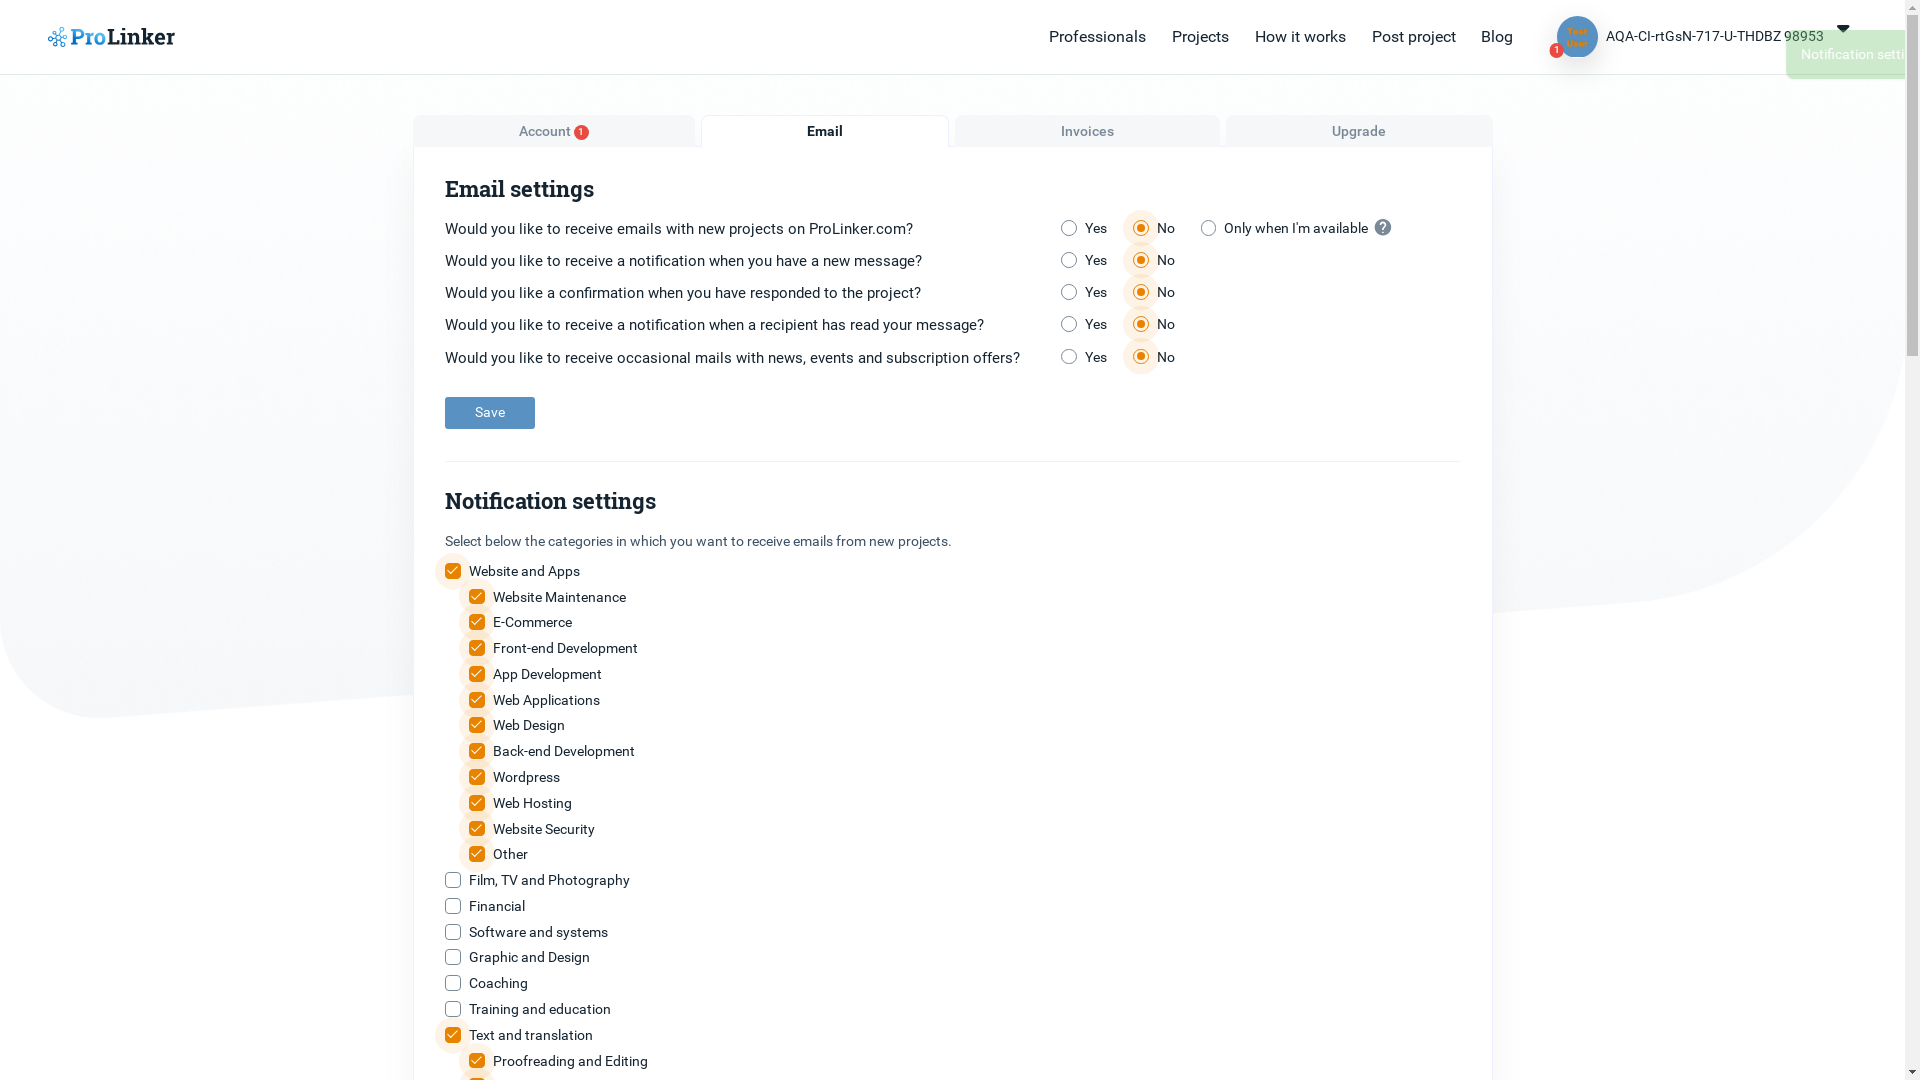 ProLinker
Professionals
Projects
How it works
Post project
Blog
Test
User
1
AQA-CI-rtGsN-717-U-THDBZ 98953
Notification
Account 1
Email
Invoices
Upgrade
Email settings
Would you like to receive emails with new projects on ProLinker.com? Yes No Only when I'm available ?
Would you like to receive a notification when you have a new message? Yes No
Would you like a confirmation when you have responded to the project? Yes No
Would you like to receive a notification when a recipient has read your message? Yes No
Would you like to receive occasional mails with news, events and subscription offers? Yes No
Save
Notification settings
Select below the categories in which you want to receive emails from new projects.
Website and Apps
Website Maintenance
E-Commerce
Front-end Development
App Development
Web Applications
Web Design
Back-end Development
Wordpress
Web Hosting
Website Security
Other
Film, TV and Photography
Financial
Software and systems
Graphic and Design
Coaching
Training and education
Text and translation
Proofreading and Editing